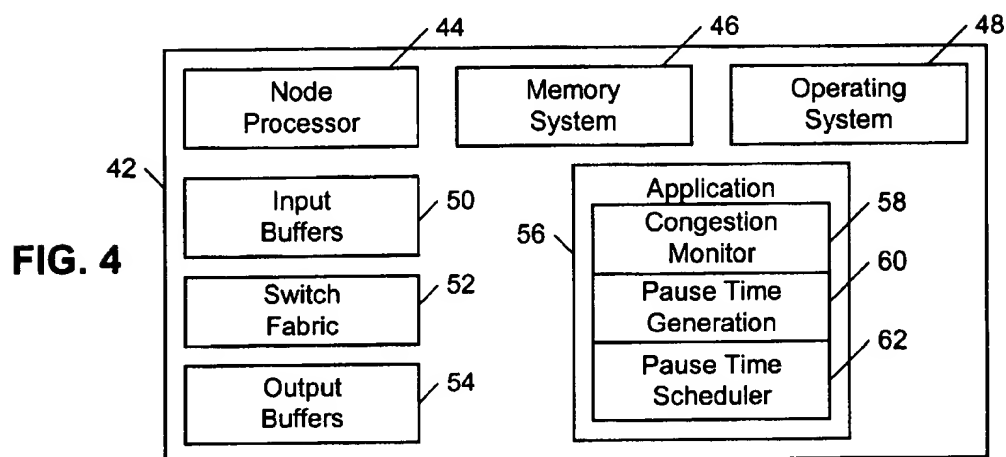 44
46
48
Node
Processor
Memory
System
Operating
System
42
Input
Buffers
50
Application
Congestion
Monitor
58
56
FIG. 4
Switch
Fabric
52
Pause Time
Generation
60
Pause Time
Scheduler
62
Output
Buffers
54